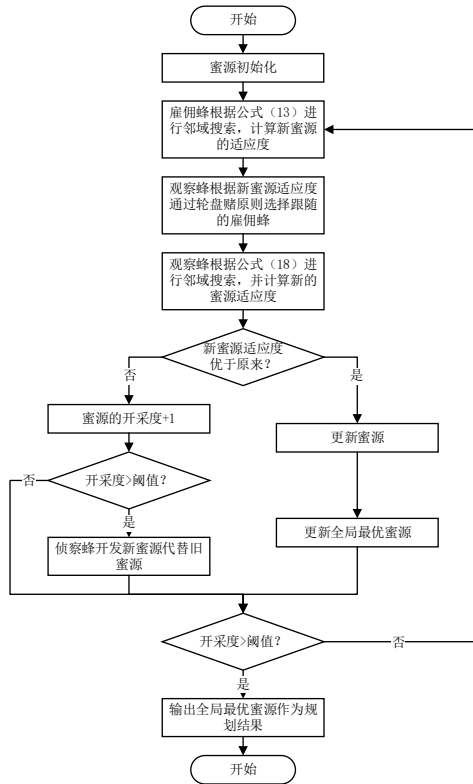 开始
蜜源初始化
雇佣蜂根据公式（13）进
行邻域搜索，计算新蜜源
的适应度
观察蜂根据新蜜源适应度
通过轮盘赌原则选择跟随
的雇佣蜂
观察蜂根据公式（18）进
行邻域搜索，并计算新的
蜜源适应度
新蜜源适应度
优于原来？
否
是
蜜源的开采度+1
更新蜜源
开采度>阈值？
否
是
侦察蜂开发新蜜源代替旧
蜜源
更新全局最优蜜源
开采度>阈值？
否
是
输出全局最优蜜源作为规
划结果
开始